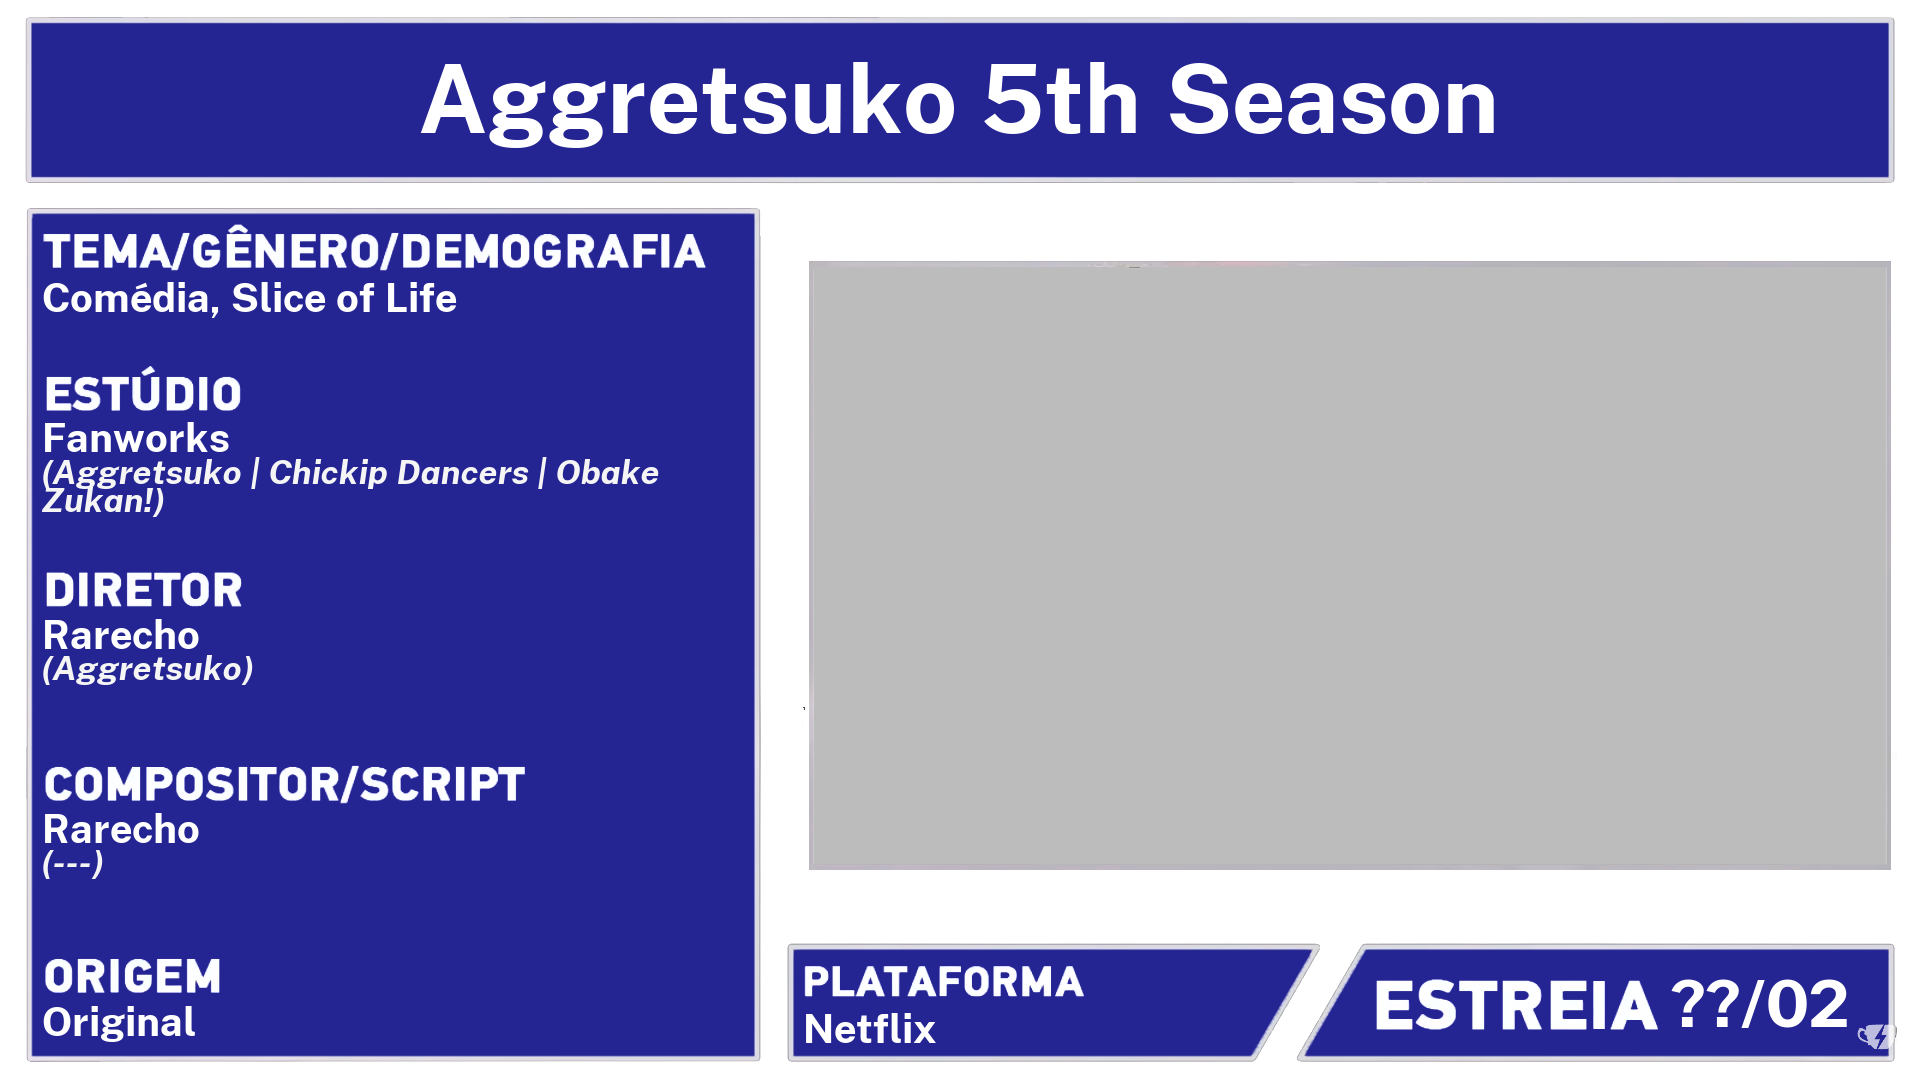 Aggretsuko 5th Season
TEMA/GÊNERO/DEMOGRAFIA
Comédia, Slice of Life
ESTÚDIO
Fanworks
(Aggretsuko | Chickip Dancers | Obake
Zukan!)
DIRETOR
Rarecho
(Aggretsuko)
COMPOSITOR/SCRIPT
Rarecho
(---)
ORIGEM
Original
PLATAFORMA
Netflix
ESTREIA ??/02